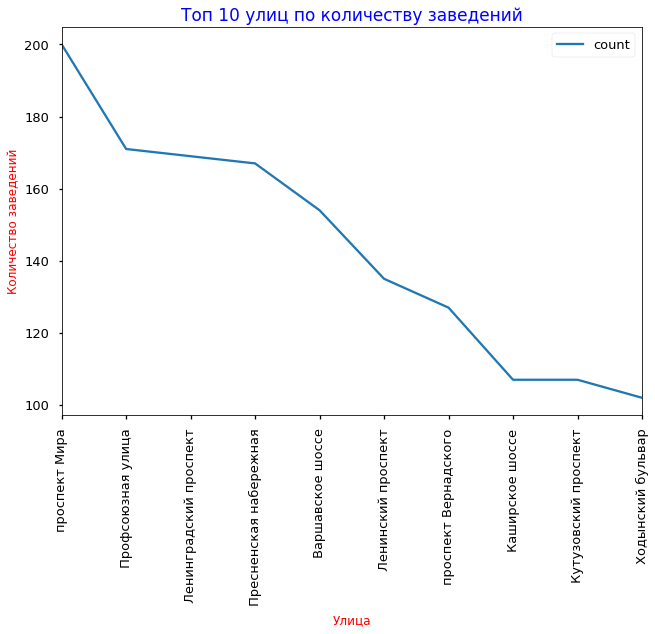 Топ 10 улиц по количеству заведений
count
Количество заведений
200
180
160
140
120
100
проспект Мира
Профсоюзная улица
Ленинградский проспект
Пресненская набережная
Варшавское шоссе
Ленинский проспект
проспект Вернадского
Каширское шоссе
Кутузовский проспект
Ходынский бульвар
Улица